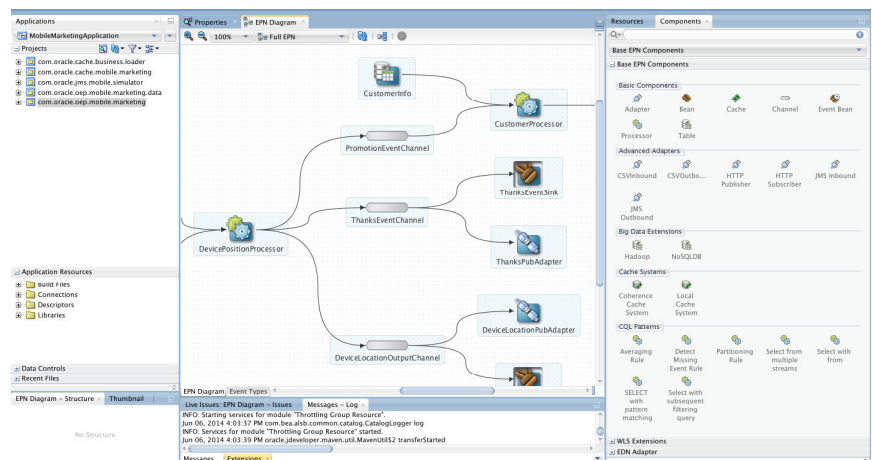 Applications
MobileMarketingApplication
Projects
com.oracle.cache.business.loader
com.oracle.cache.mobile.marketing
com.oracle.jms.mobile.simulator
com.oracle.oep.mobile.marketing.data
com.oracle.oep.mobile.marketing
Application Resources
Build Files
Connections
Descriptors
Libraries
Data Controls
Recent Files
EPN Diagram – Structure
Thumbnail
No Structure
Properties
EPN Diagram
100%
Full EPN
CustomerInfo
CustomerProcessor
PromotionEventChannel
ThanksEventSink
ThanksEventChannel
DevicePositionProcessor
ThanksPubAdapter
DeviceLocationPubAdapter
DeviceLocationOutputChannel
EPN Diagram Event Types
Live Issues: EPN Diagram – Issues
Messages – Log
INFO: Starting services for module "Throttling Group Resource".
Jun 06, 2014 4:03:37 PM com.bea.alsb.common.catalog.CatalogLogger log
INFO: Services for module "Throttling Group Resource" started.
Jun 06, 2014 4:03:39 PM oracle.jdeveloper.maven.util.MavenUtil$2 transferStarted
Messages Extensions
Resources
Components
Base EPN Components
Base EPN Components
Basic Components
Adapter Bean Cache Channel Event Bean
Processor Table
Advanced Adapters
CSVInbound CSVOutbo... HTTP Publisher HTTP Subscriber JMS Inbound
JMS Outbound
Big Data Extensions
Hadoop NoSQLDB
Cache Systems
Coherence Cache System Local Cache System
CQL Patterns
Averaging Rule Detect Missing Event Rule Partitioning Rule Select from multiple streams Select with from
SELECT with pattern matching Select with subsequent filtering query
WLS Extensions
EDN Adapter